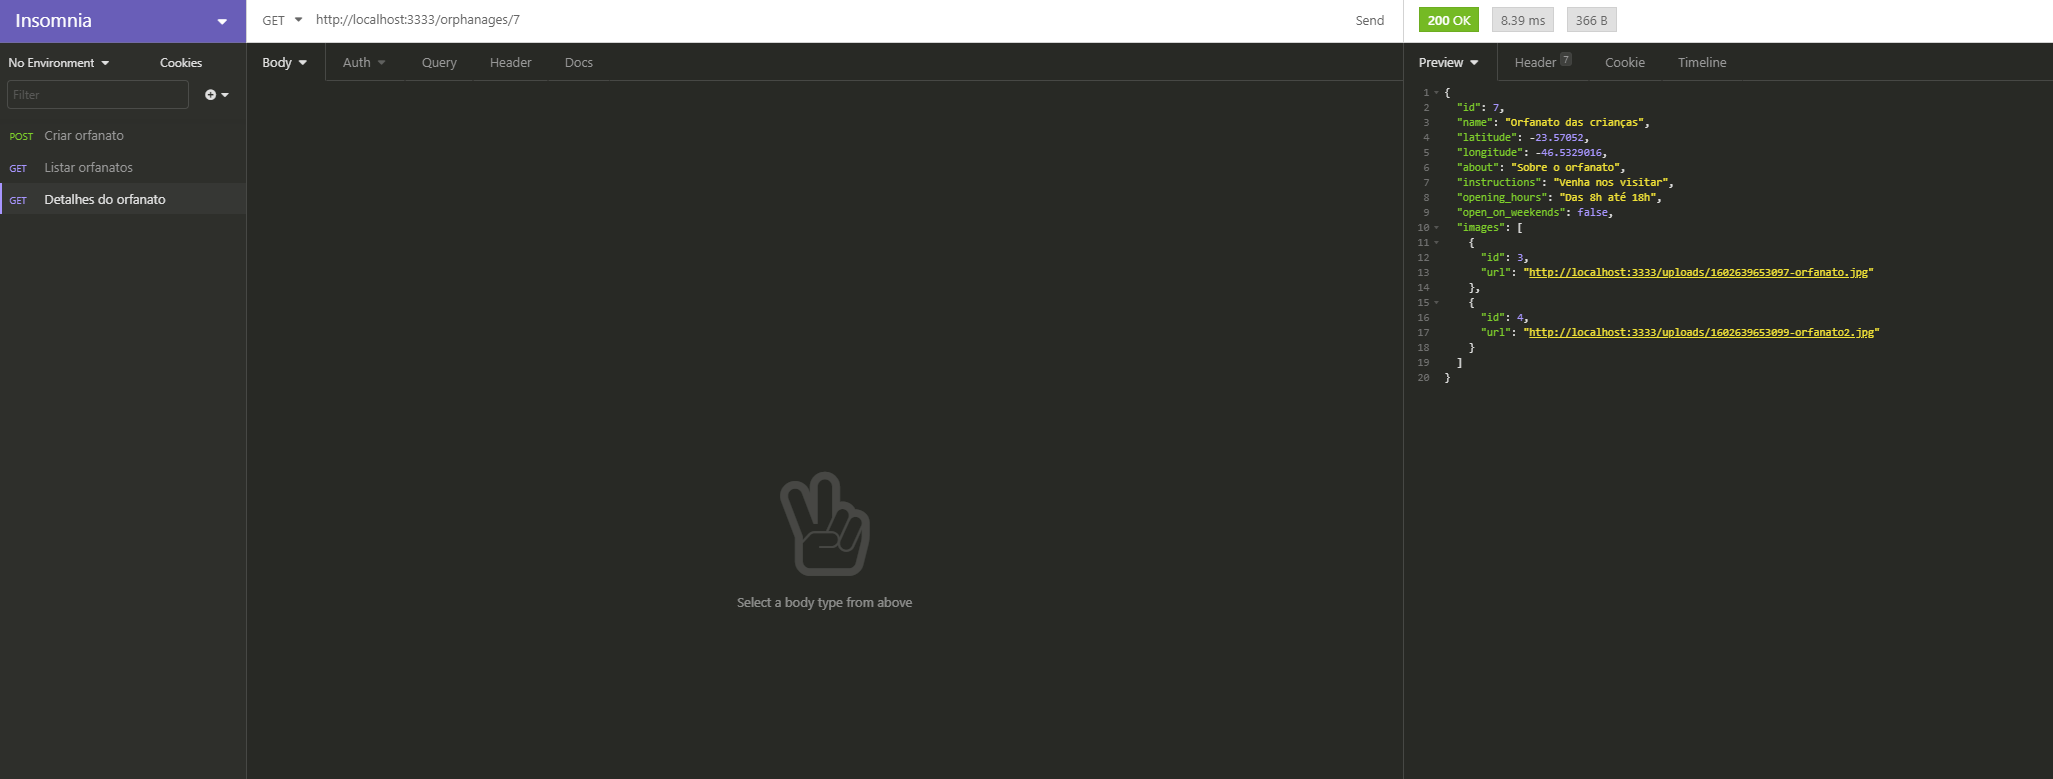 Insomnia
GET http://localhost:3333/orphanages/7 Send
200 OK 8.39 ms 366 B
No Environment Cookies
Filter
POST Criar orfanato
GET Listar orfanatos
GET Detalhes do orfanato
Body Auth Query Header Docs
Select a body type from above
Preview Header 7 Cookie Timeline
1 {
2 "id": 7,
3 "name": "Orfanato das crianças",
4 "latitude": -23.57052,
5 "longitude": -46.5329016,
6 "about": "Sobre o orfanato",
7 "instructions": "Venha nos visitar",
8 "opening_hours": "Das 8h até 18h",
9 "open_on_weekends": false,
10 "images": [
11 {
12 "id": 3,
13 "url": "http://localhost:3333/uploads/1602639653097-orfanato.jpg"
14 },
15 {
16 "id": 4,
17 "url": "http://localhost:3333/uploads/1602639653099-orfanato2.jpg"
18 }
19 ]
20 }